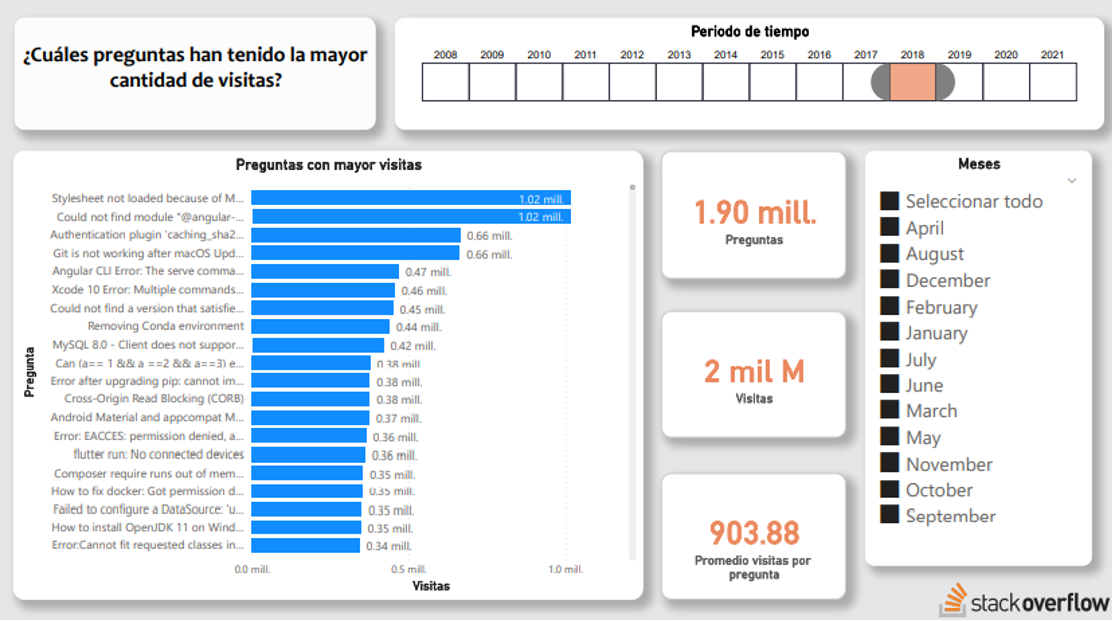 ¿Cuáles preguntas han tenido la mayor
cantidad de visitas?
Periodo de tiempo
2008 2009 2010 2011 2012 2013 2014 2015 2016 2017 2018 2019 2020 2021
Preguntas con mayor visitas
Pregunta
Stylesheet not loaded because of M... 1.02 mill.
Could not find module "@angular-... 1.02 mill.
Authentication plugin 'caching_sha2... 0.66 mill.
Git is not working after macOS Upd... 0.66 mill.
Angular CLI Error: The serve comma... 0.47 mill.
Xcode 10 Error: Multiple commands... 0.46 mill.
Could not find a version that satisfie... 0.45 mill.
Removing Conda environment 0.44 mill.
MySQL 8.0 - Client does not suppor... 0.42 mill.
Can (a== 1 && a ==2 && a==3) e... 0.38 mill.
Error after upgrading pip: cannot im... 0.38 mill.
Cross-Origin Read Blocking (CORB) 0.38 mill.
Android Material and appcompat M... 0.37 mill.
Error: EACCES: permission denied, a... 0.36 mill.
flutter run: No connected devices 0.36 mill.
Composer require runs out of mem... 0.35 mill.
How to fix docker: Got permission d... 0.35 mill.
Failed to configure a DataSource: 'u... 0.35 mill.
How to install OpenJDK 11 on Wind... 0.35 mill.
Error:Cannot fit requested classes in... 0.34 mill.
0.0 mill. 0.5 mill. 1.0 mill.
Visitas
1.90 mill.
Preguntas
2 mil M
Visitas
903.88
Promedio visitas por
pregunta
Meses
Seleccionar todo
April
August
December
February
January
July
June
March
May
November
October
September
stackoverflow